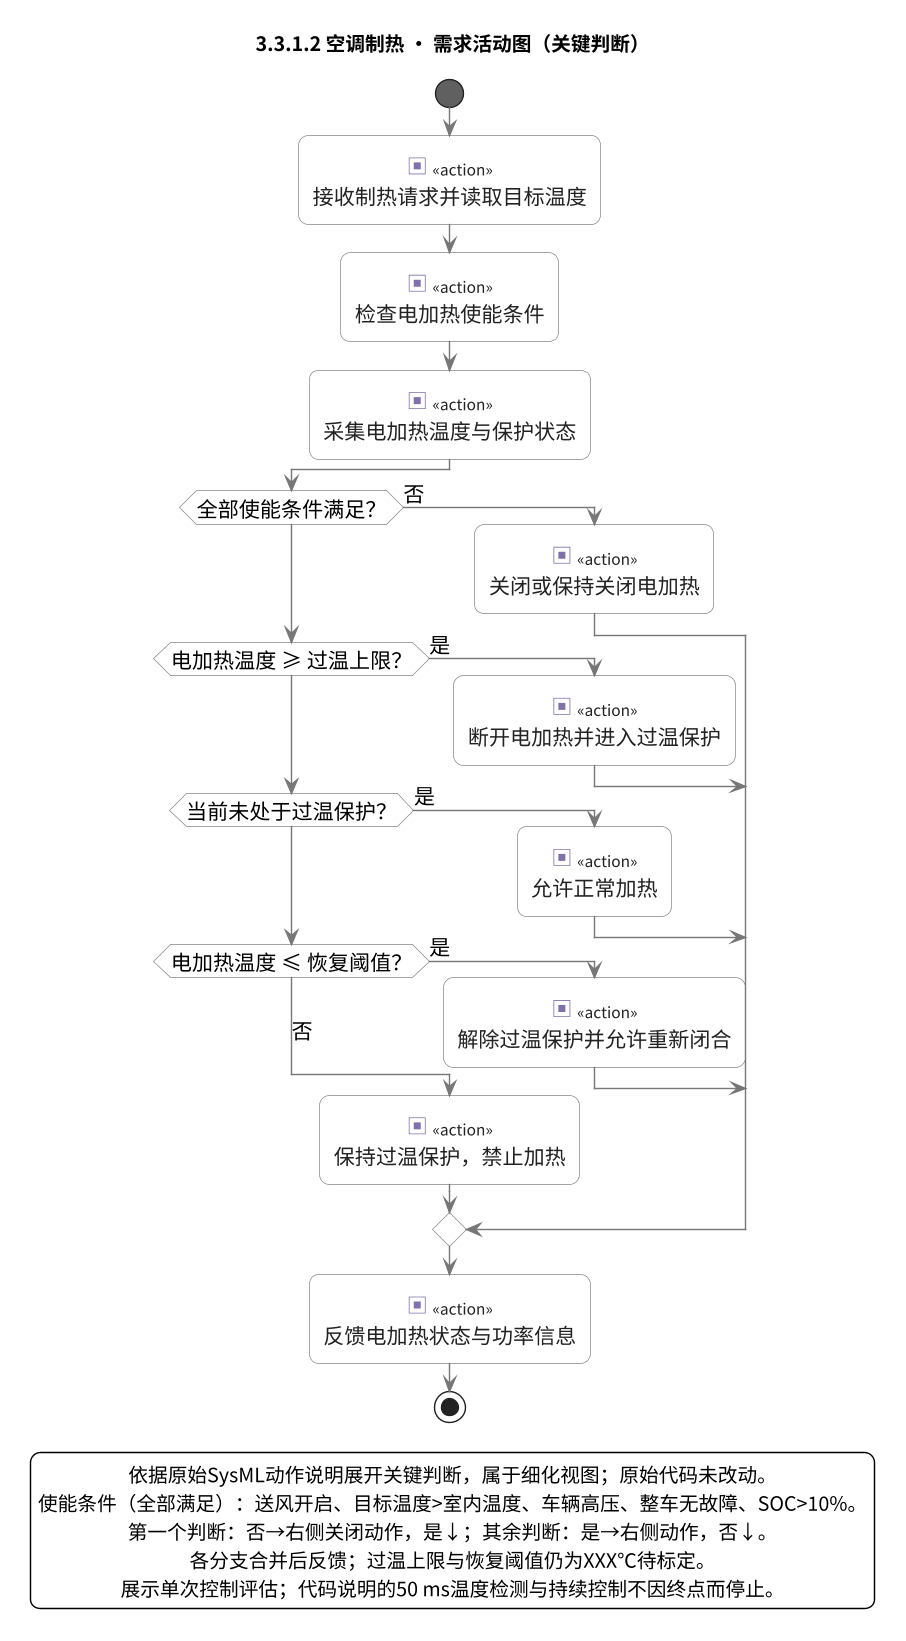 3.3.1.2 空调制热 · 需求活动图（关键判断）
«action»
接收制热请求并读取目标温度
«action»
检查电加热使能条件
«action»
采集电加热温度与保护状态
全部使能条件满足？
否
«action»
关闭或保持关闭电加热
电加热温度 ≥ 过温上限？
是
«action»
断开电加热并进入过温保护
当前未处于过温保护？
是
«action»
允许正常加热
电加热温度 ≤ 恢复阈值？
是
«action»
解除过温保护并允许重新闭合
否
«action»
保持过温保护，禁止加热
«action»
反馈电加热状态与功率信息
依据原始SysML动作说明展开关键判断，属于细化视图；原始代码未改动。
使能条件（全部满足）：送风开启、目标温度>室内温度、车辆高压、整车无故障、SOC>10%。
第一个判断：否→右侧关闭动作，是↓；其余判断：是→右侧动作，否↓。
各分支合并后反馈；过温上限与恢复阈值仍为XXX℃待标定。
展示单次控制评估；代码说明的50 ms温度检测与持续控制不因终点而停止。